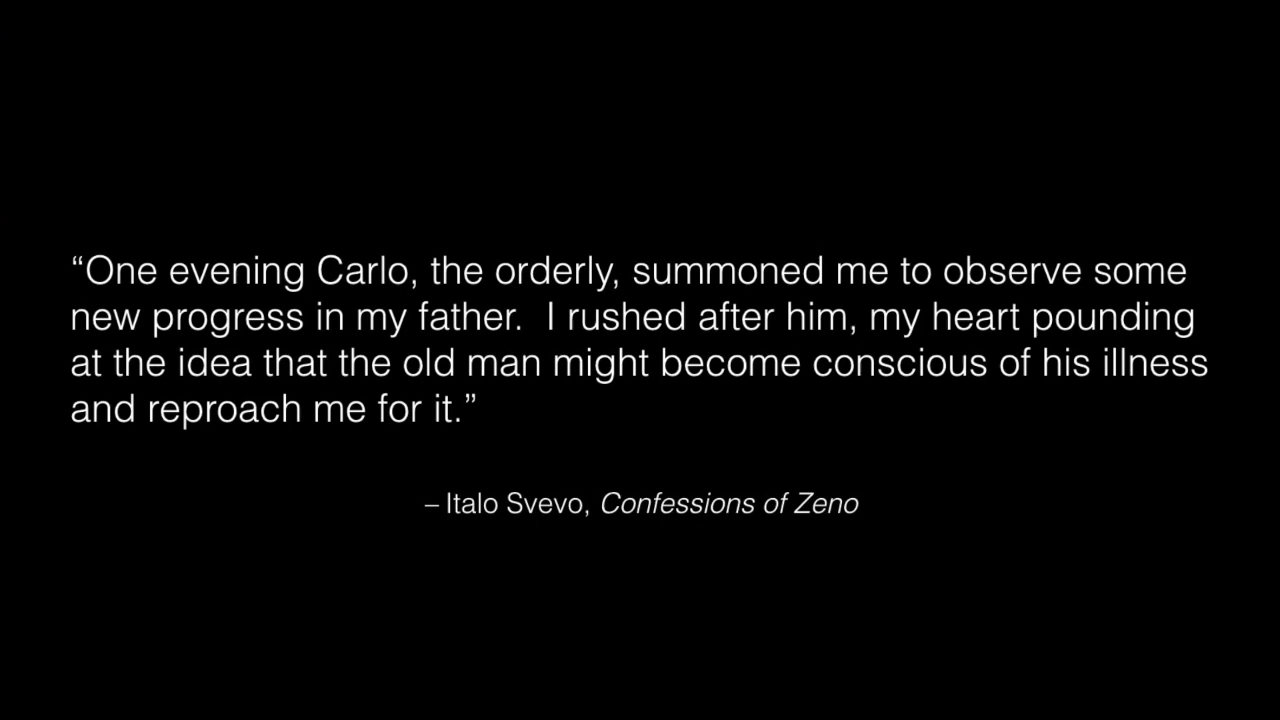 “One evening Carlo, the orderly, summoned me to observe some
new progress in my father.  I rushed after him, my heart pounding
at the idea that the old man might become conscious of his illness
and reproach me for it.”
– Italo Svevo, Confessions of Zeno